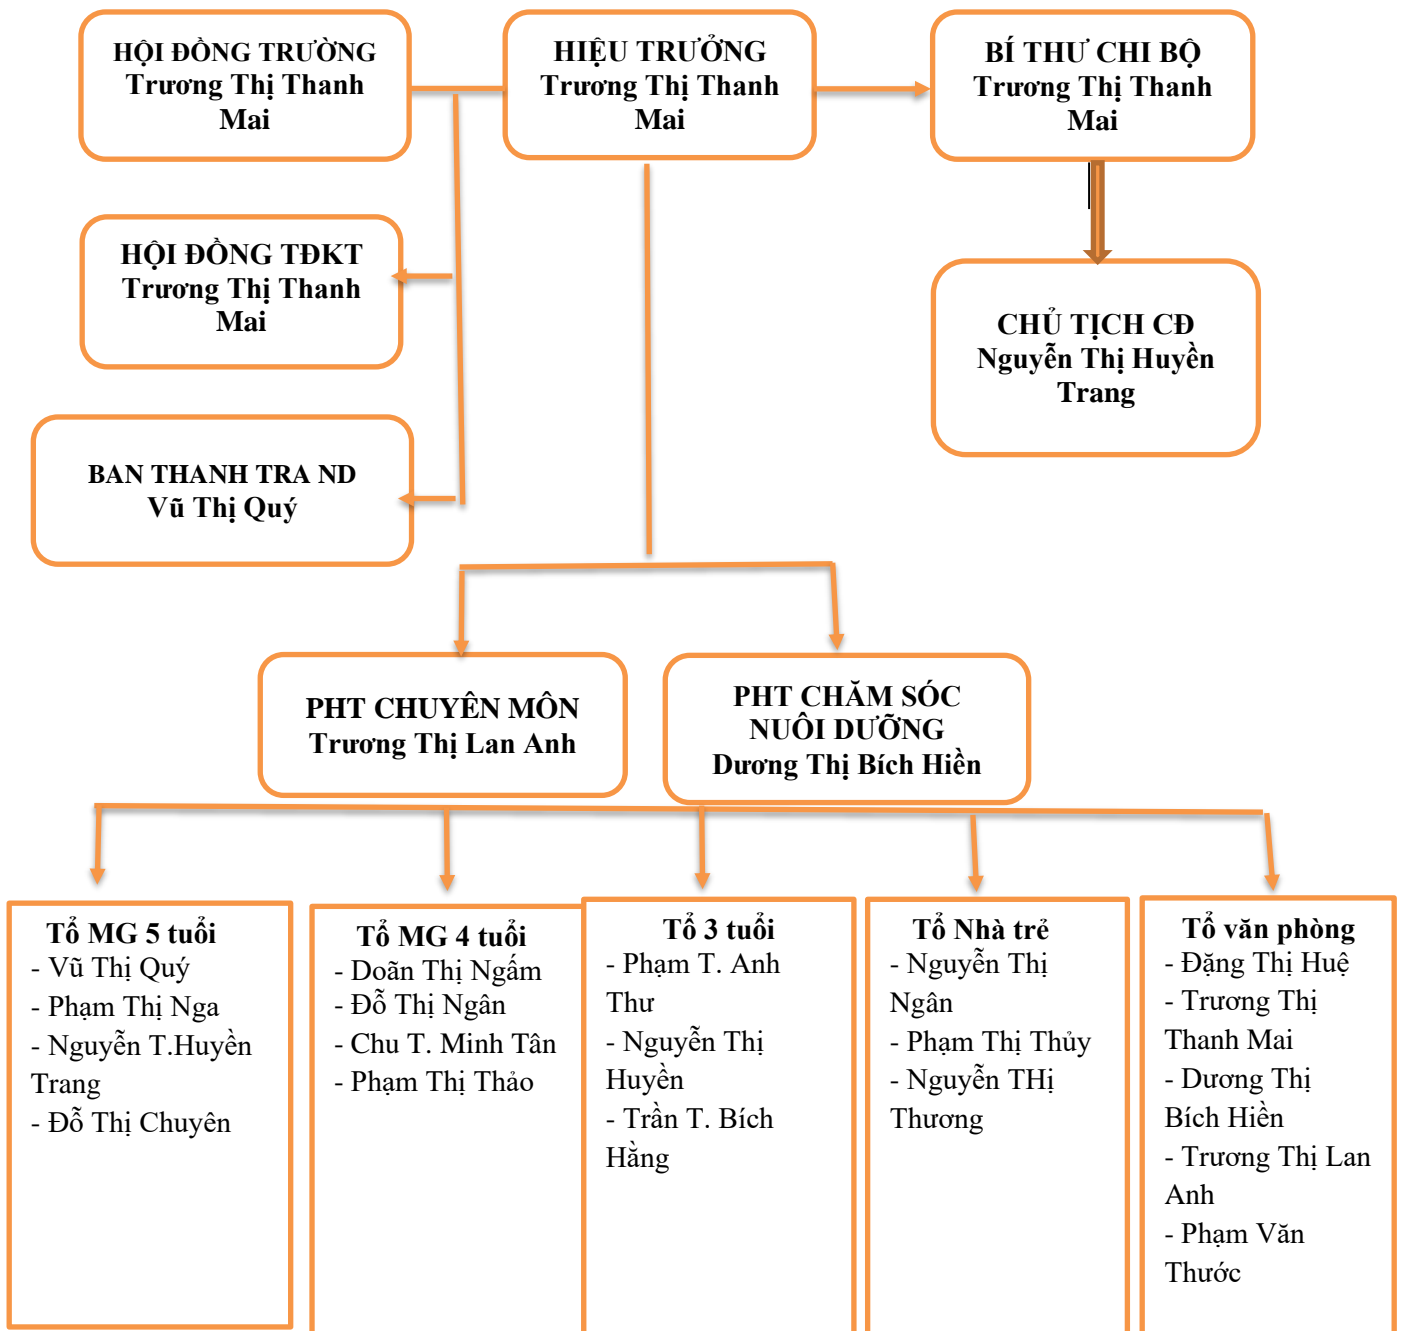 HỘI ĐỒNG TRƯỜNG
Trương Thị Thanh
Mai
HIỆU TRƯỞNG
Trương Thị Thanh
Mai
BÍ THƯ CHI BỘ
Trương Thị Thanh
Mai
HỘI ĐỒNG TĐKT
Trương Thị Thanh
Mai
CHỦ TỊCH CĐ
Nguyễn Thị Huyền
Trang
BAN THANH TRA ND
Vũ Thị Quý
PHT CHUYÊN MÔN
Trương Thị Lan Anh
PHT CHĂM SÓC
NUÔI DƯỠNG
Dương Thị Bích Hiền
Tổ MG 5 tuổi
- Vũ Thị Quý
- Phạm Thị Nga
- Nguyễn T.Huyền
Trang
- Đỗ Thị Chuyên
Tổ MG 4 tuổi
- Doãn Thị Ngấm
- Đỗ Thị Ngân
- Chu T. Minh Tân
- Phạm Thị Thảo
Tổ 3 tuổi
- Phạm T. Anh
Thư
- Nguyễn Thị
Huyền
- Trần T. Bích
Hằng
Tổ Nhà trẻ
- Nguyễn Thị
Ngân
- Phạm Thị Thủy
- Nguyễn THị
Thương
Tổ văn phòng
- Đặng Thị Huệ
- Trương Thị
Thanh Mai
- Dương Thị
Bích Hiền
- Trương Thị Lan
Anh
- Phạm Văn
Thước